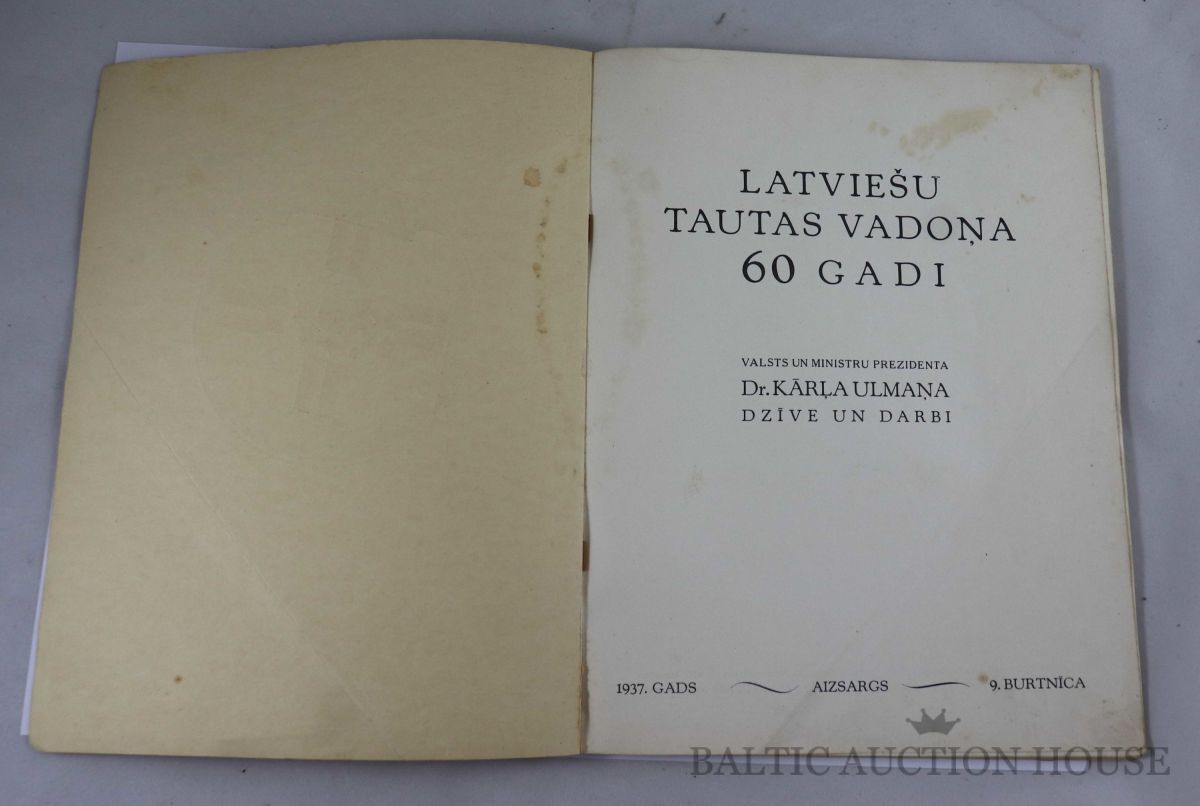 LATVIEŠU
TAUTAS VADOŅA
60 GADI
VALSTS UN MINISTRU PREZIDENTA
Dr. KĀRĻA ULMAŅA
DZĪVE UN DARBI
1937. GADS AIZSARGS 9. BURTNĪCA
BALTIC AUCTION HOUSE